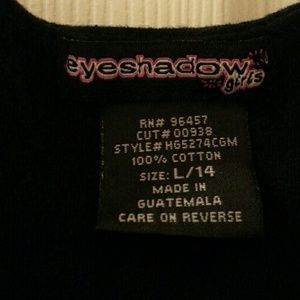 eyeshadow
girls
RN# 96457
CUT# 00938
STYLE# HG5274CGM
100% COTTON
SIZE: L/14
MADE IN
GUATEMALA
CARE ON REVERSE